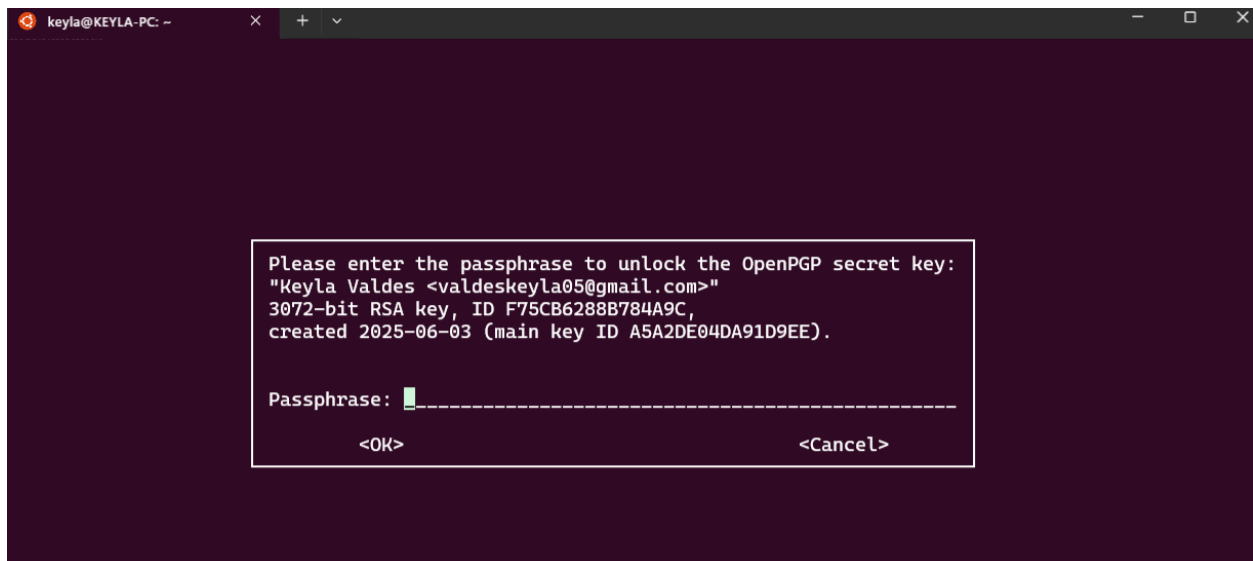 keyla@KEYLA-PC: ~
Please enter the passphrase to unlock the OpenPGP secret key:
"Keyla Valdes <valdeskeyla05@gmail.com>"
3072-bit RSA key, ID F75CB6288B784A9C,
created 2025-06-03 (main key ID A5A2DE04DA91D9EE).
Passphrase: ________________________________________________
<OK> <Cancel>